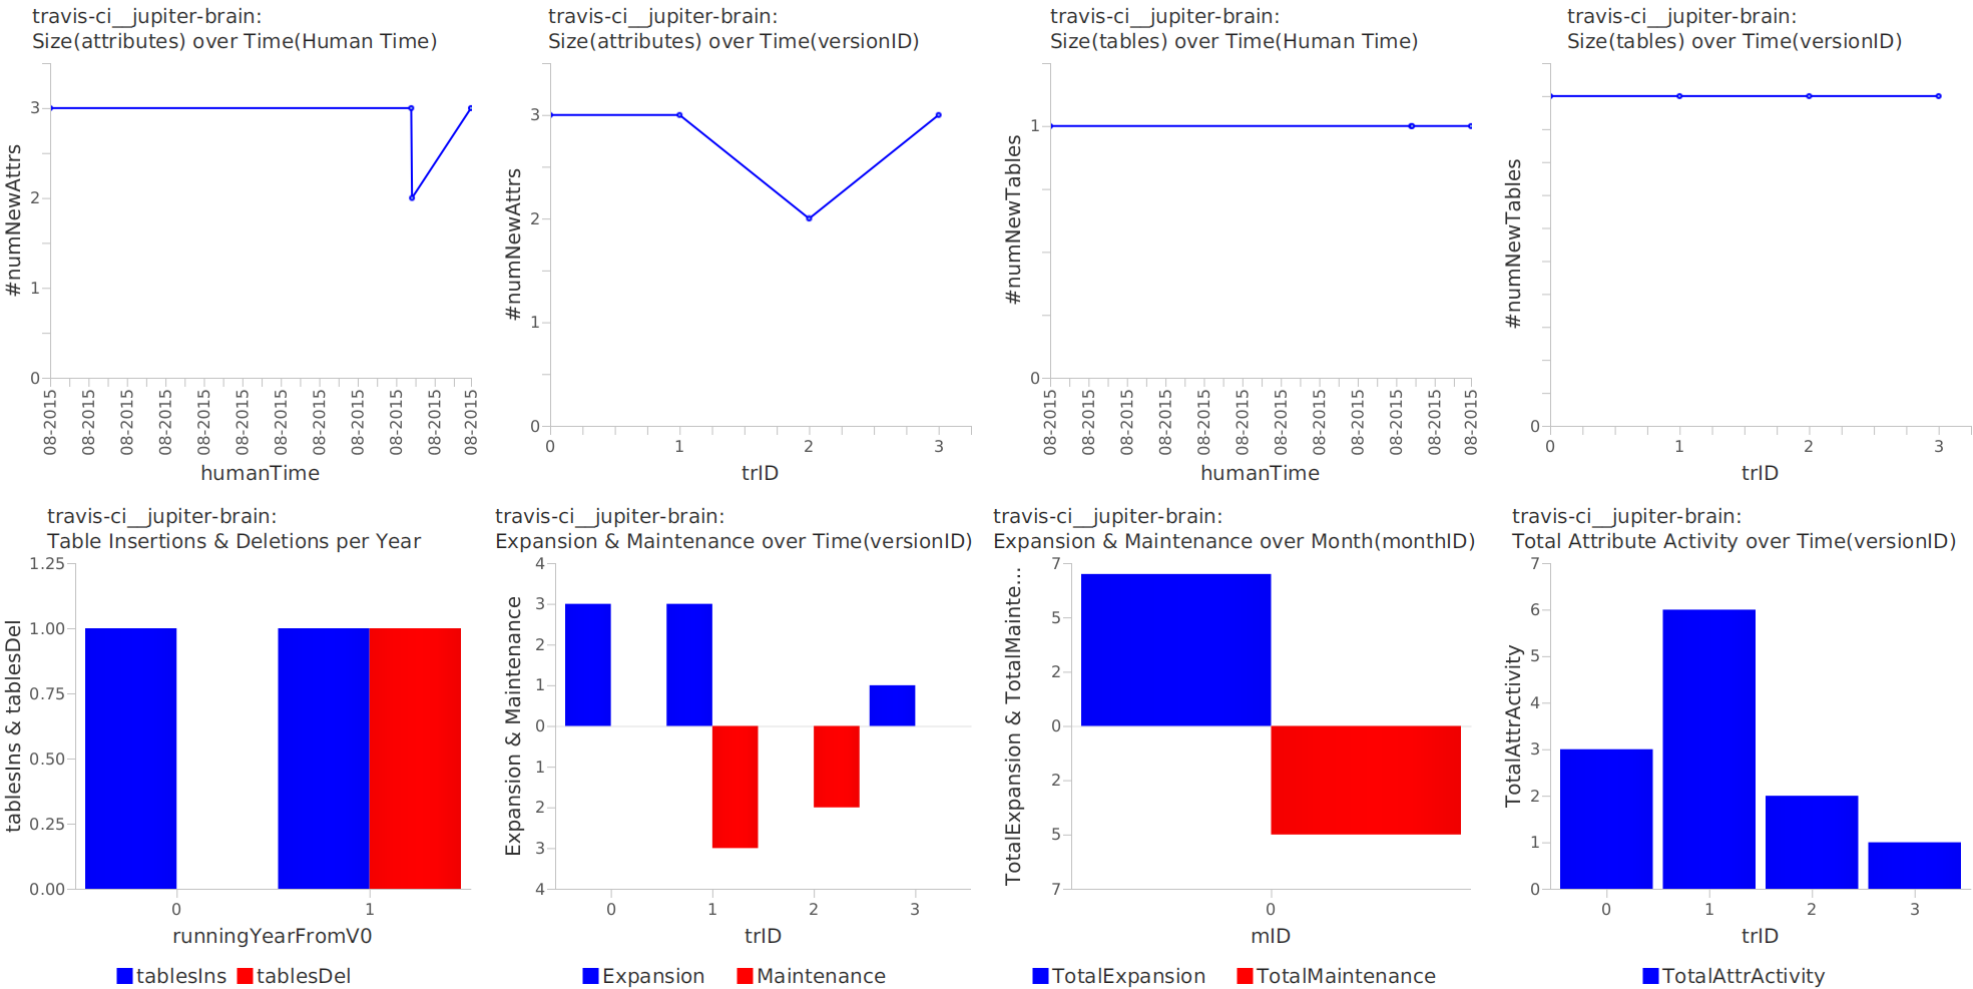 travis-ci__jupiter-brain:
Size(attributes) over Time(Human Time)
#numNewAttrs
3
2
1
0
08-2015
08-2015
08-2015
08-2015
08-2015
08-2015
08-2015
08-2015
08-2015
08-2015
08-2015
08-2015
humanTime
travis-ci__jupiter-brain:
Size(attributes) over Time(versionID)
#numNewAttrs
3
2
1
0
0 1 2 3
trID
travis-ci__jupiter-brain:
Size(tables) over Time(Human Time)
#numNewTables
1
0
08-2015
08-2015
08-2015
08-2015
08-2015
08-2015
08-2015
08-2015
08-2015
08-2015
08-2015
08-2015
humanTime
travis-ci__jupiter-brain:
Size(tables) over Time(versionID)
#numNewTables
0
0 1 2 3
trID
travis-ci__jupiter-brain:
Table Insertions & Deletions per Year
tablesIns & tablesDel
1.25
1.00
0.75
0.50
0.25
0.00
0 1
runningYearFromV0
tablesIns tablesDel
travis-ci__jupiter-brain:
Expansion & Maintenance over Time(versionID)
Expansion & Maintenance
4
3
2
1
0
1
2
3
4
0 1 2 3
trID
Expansion Maintenance
travis-ci__jupiter-brain:
Expansion & Maintenance over Month(monthID)
TotalExpansion & TotalMainte...
7
5
2
0
2
5
7
0
mID
TotalExpansion TotalMaintenance
travis-ci__jupiter-brain:
Total Attribute Activity over Time(versionID)
TotalAttrActivity
7
6
5
4
3
2
1
0
0 1 2 3
trID
TotalAttrActivity